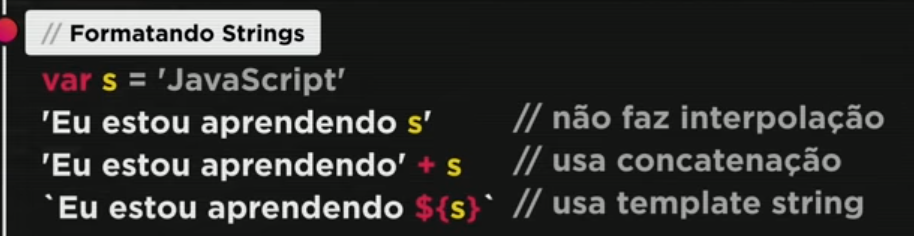 // Formatando Strings
var s = 'JavaScript'
'Eu estou aprendendo s' // não faz interpolação
'Eu estou aprendendo' + s // usa concatenação
`Eu estou aprendendo ${s}` // usa template string